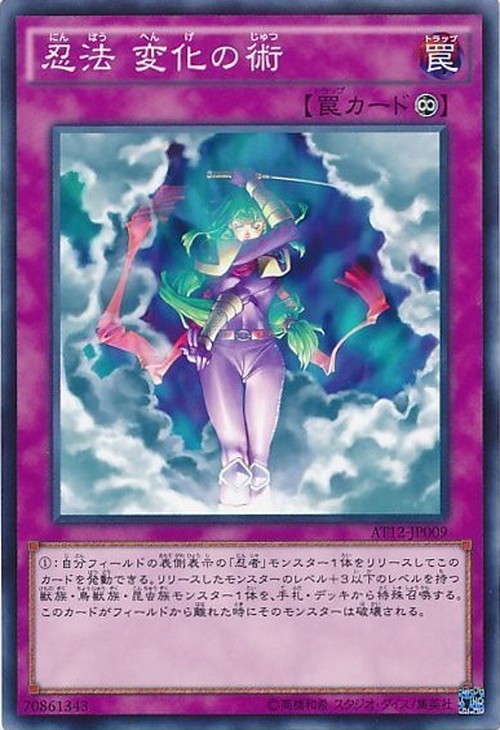 忍法 変化の術
罠
【罠カード】
AT12-JP009
①：自分フィールドの表側表示の「忍者」モンスター１体をリリースしてこの
カードを発動できる。リリースしたモンスターのレベル＋３以下のレベルを持つ
獣族・鳥獣族・昆虫族モンスター１体を、手札・デッキから特殊召喚する。
このカードがフィールドから離れた時にそのモンスターは破壊される。
70861343
©高橋和希 スタジオ・ダイス/集英社